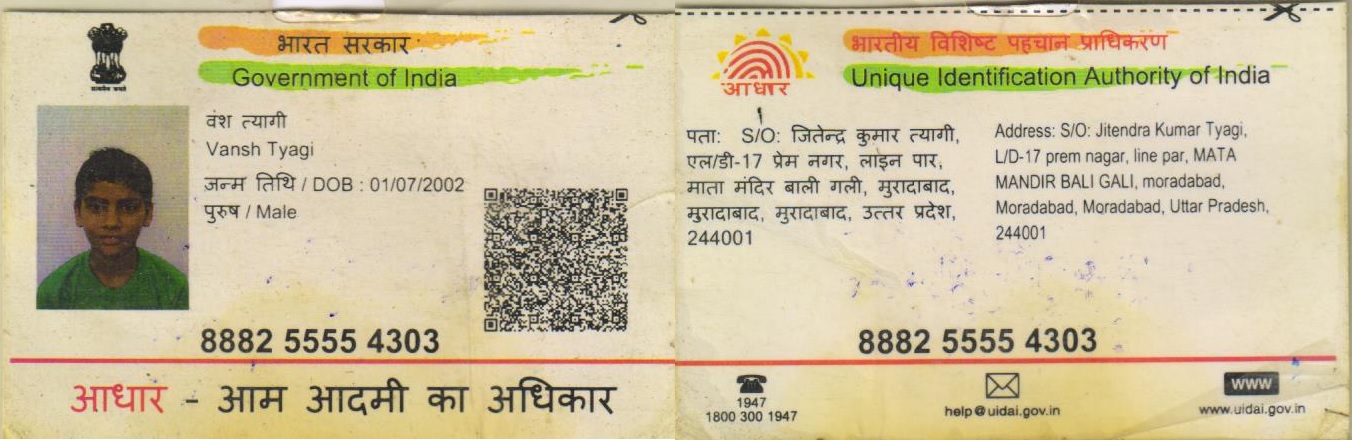 भारत सरकार
Government of India
सत्यमेव जयते
वंश त्यागी
Vansh Tyagi
जन्म तिथि / DOB : 01/07/2002
पुरुष / Male
8882 5555 4303
आधार - आम आदमी का अधिकार
भारतीय विशिष्ट पहचान प्राधिकरण
Unique Identification Authority of India
आधार
पता: S/O: जितेन्द्र कुमार त्यागी,
एल/डी-17 प्रेम नगर, लाइन पार,
माता मंदिर बाली गली, मुरादाबाद,
मुरादाबाद, मुरादाबाद, उत्तर प्रदेश,
244001
Address: S/O: Jitendra Kumar Tyagi,
L/D-17 prem nagar, line par, MATA
MANDIR BALI GALI, moradabad,
Moradabad, Moradabad, Uttar Pradesh,
244001
8882 5555 4303
1947
1800 300 1947
help@uidai.gov.in
www
www.uidai.gov.in